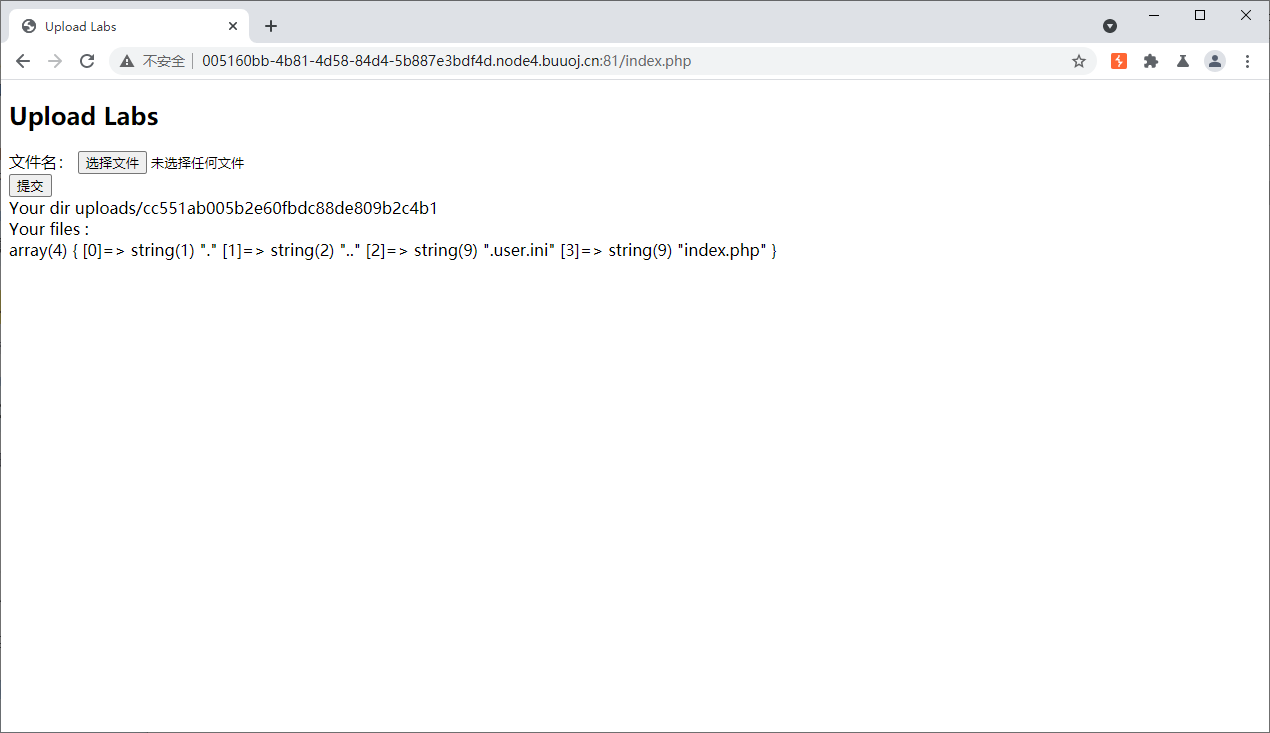 Upload Labs
不安全 005160bb-4b81-4d58-84d4-5b887e3bdf4d.node4.buuoj.cn:81/index.php
Upload Labs
文件名： 选择文件 未选择任何文件
提交
Your dir uploads/cc551ab005b2e60fbdc88de809b2c4b1
Your files :
array(4) { [0]=> string(1) "." [1]=> string(2) ".." [2]=> string(9) ".user.ini" [3]=> string(9) "index.php" }